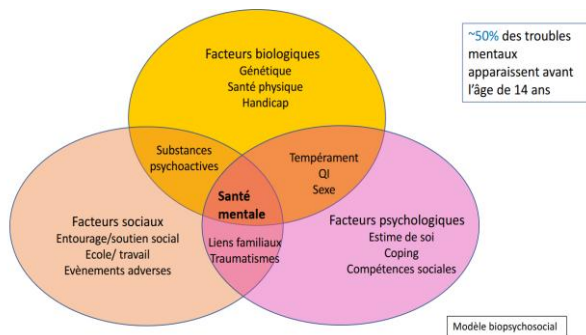 Facteurs biologiques
Génétique
Santé physique
Handicap
~50% des troubles
mentaux
apparaissent avant
l'âge de 14 ans
Substances
psychoactives
Tempérament
QI
Sexe
Santé
mentale
Facteurs sociaux
Entourage/soutien social
Ecole/ travail
Evènements adverses
Liens familiaux
Traumatismes
Facteurs psychologiques
Estime de soi
Coping
Compétences sociales
Modèle biopsychosocial